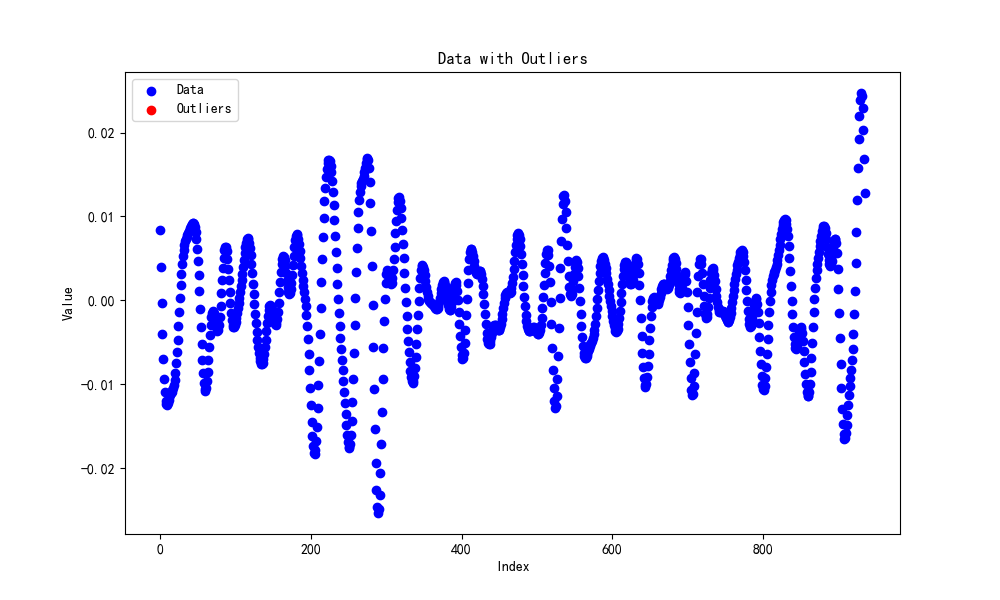 Data with Outliers
Data
Outliers
0.02
0.01
0.00
-0.01
-0.02
Value
0 200 400 600 800
Index